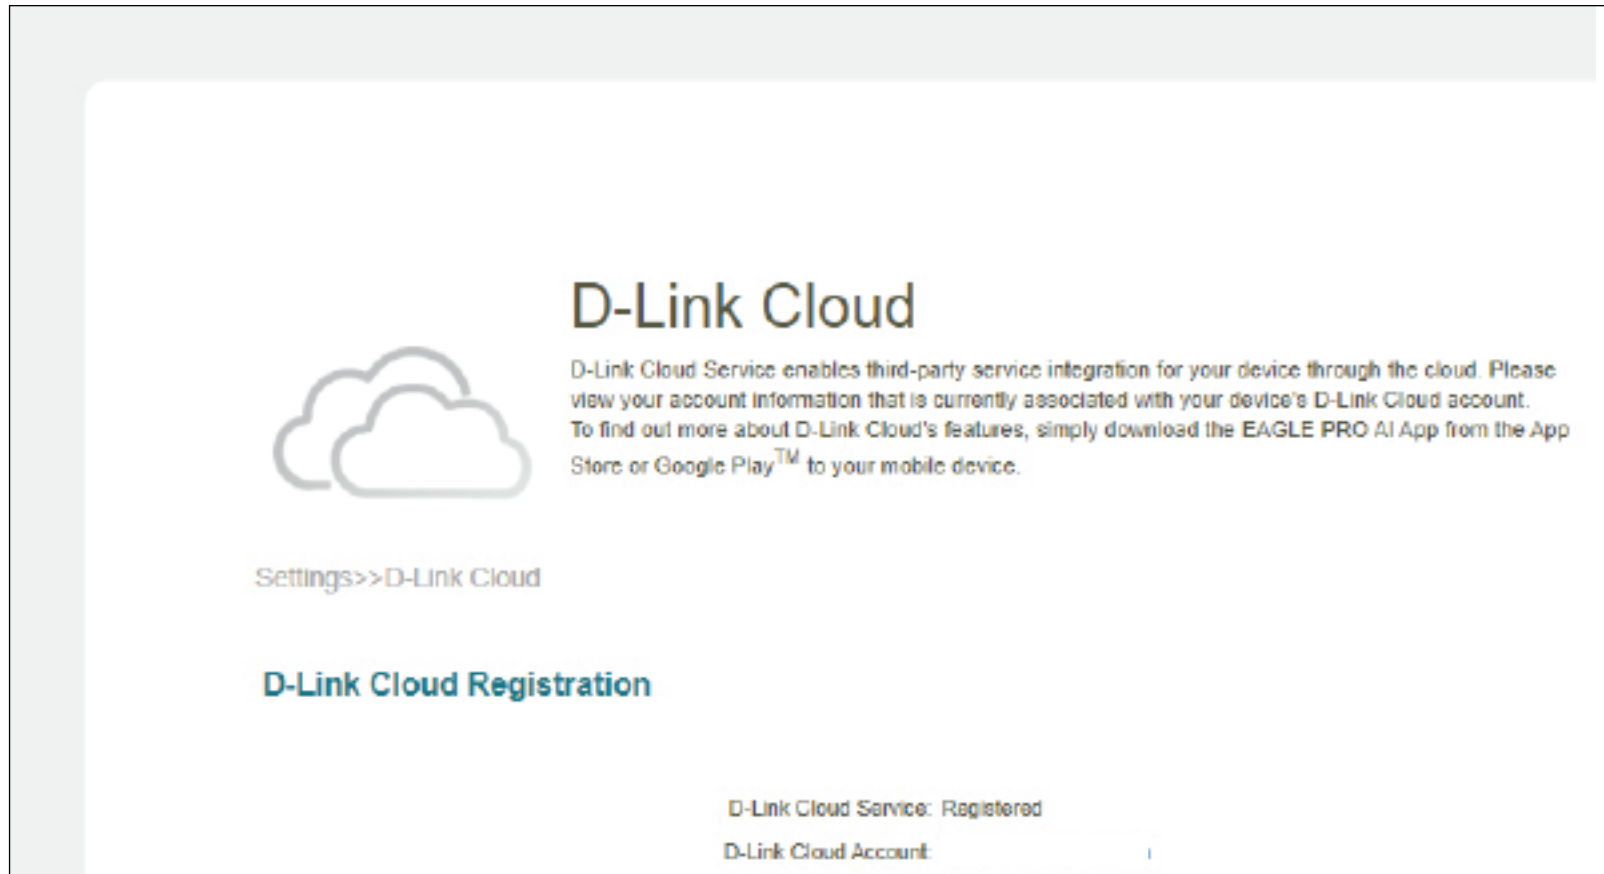 D-Link Cloud
D-Link Cloud Service enables third-party service integration for your device through the cloud. Please
view your account information that is currently associated with your device's D-Link Cloud account.
To find out more about D-Link Cloud's features, simply download the EAGLE PRO AI App from the App
Store or Google Play™ to your mobile device.
Settings>>D-Link Cloud
D-Link Cloud Registration
D-Link Cloud Service: Registered
D-Link Cloud Account: